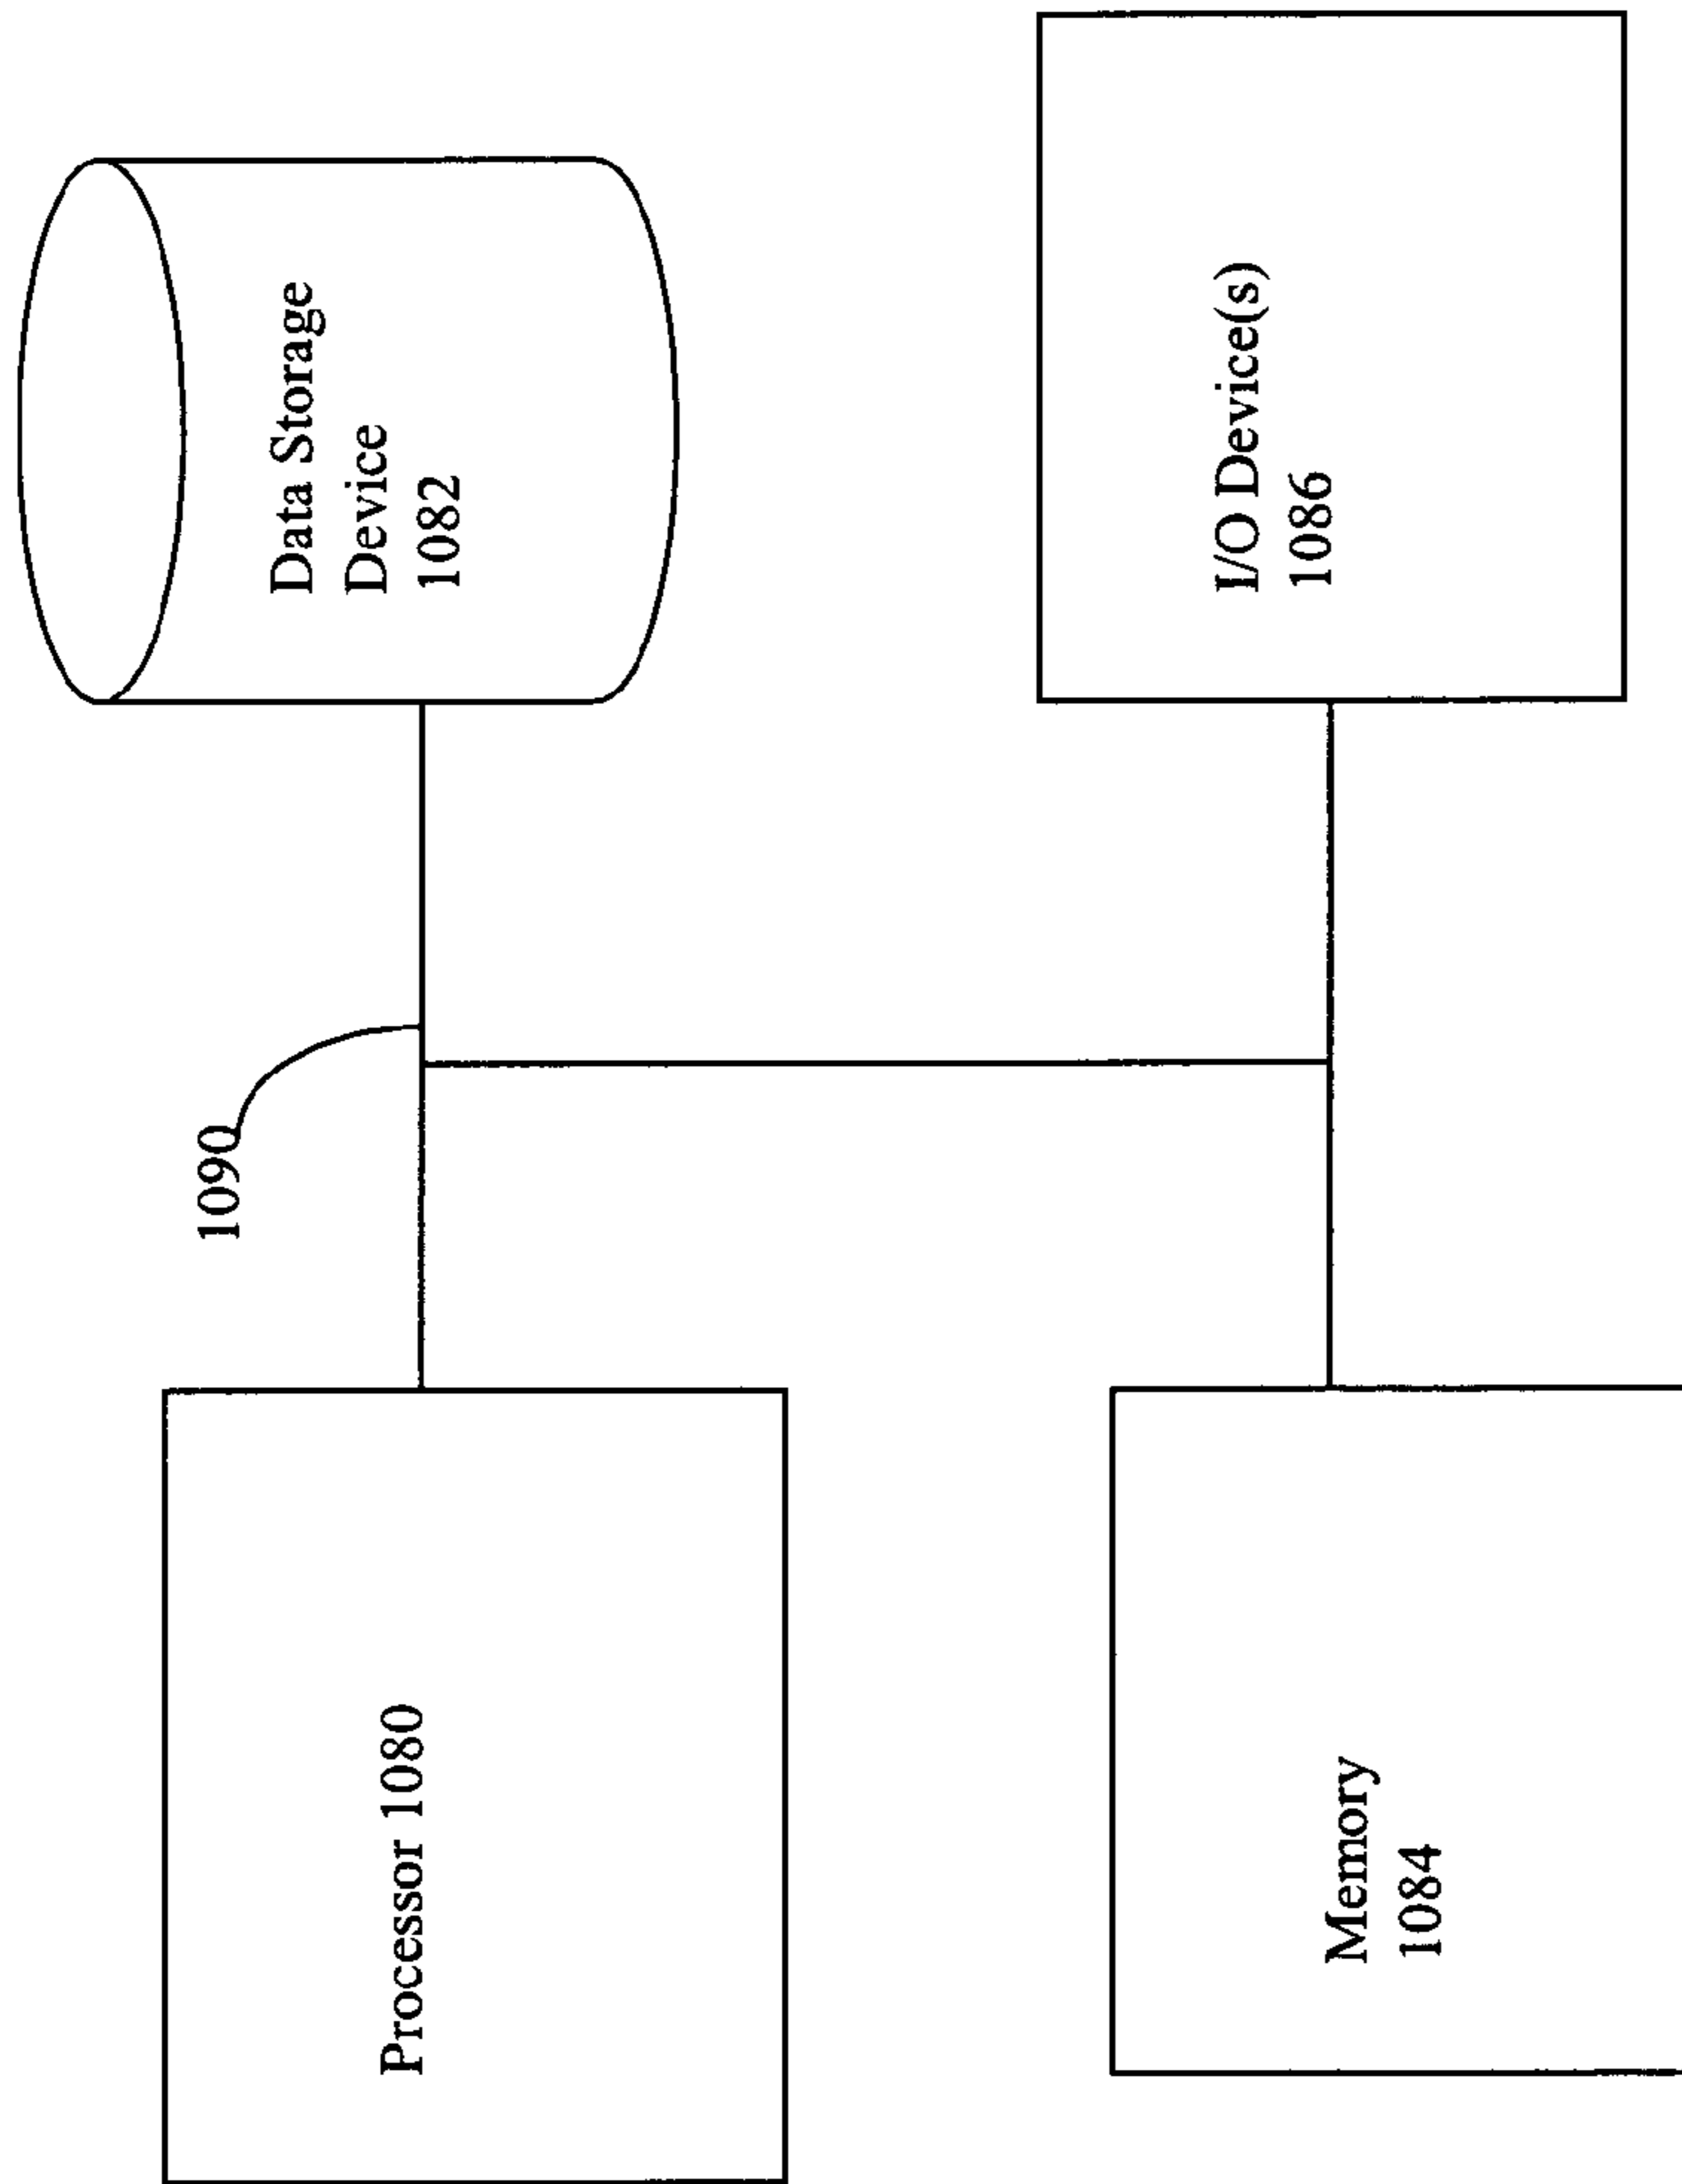 Processor 1080
1090
Data Storage
Device
1082
Memory
1084
I/O Device(s)
1086